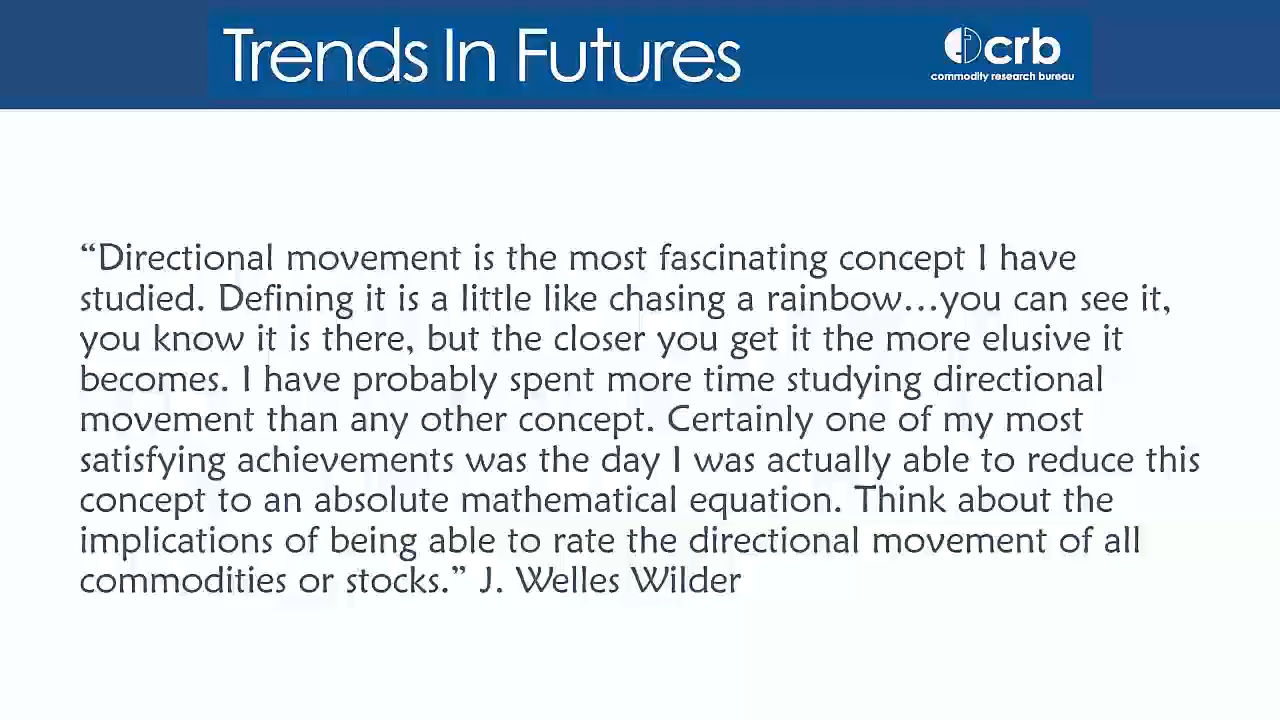 Trends In Futures
crb
commodity research bureau
“Directional movement is the most fascinating concept I have
studied. Defining it is a little like chasing a rainbow...you can see it,
you know it is there, but the closer you get it the more elusive it
becomes. I have probably spent more time studying directional
movement than any other concept. Certainly one of my most
satisfying achievements was the day I was actually able to reduce this
concept to an absolute mathematical equation. Think about the
implications of being able to rate the directional movement of all
commodities or stocks.” J. Welles Wilder